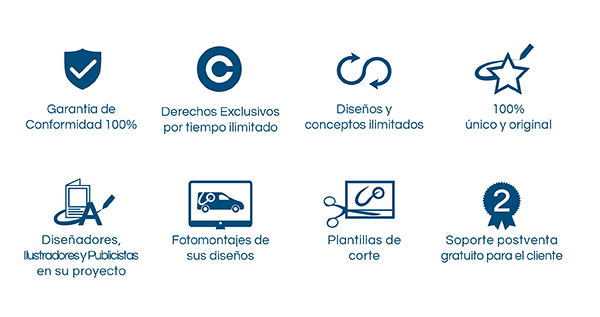 Garantia de
Conformidad 100%
C
Derechos Exclusivos
por tiempo ilimitado
Diseños y
conceptos ilimitados
100%
único y original
A
Diseñadores,
Ilustradores y Publicistas
en su proyecto
Fotomontajes de
sus diseños
Plantillas de
corte
2
Soporte postventa
gratuito para el cliente